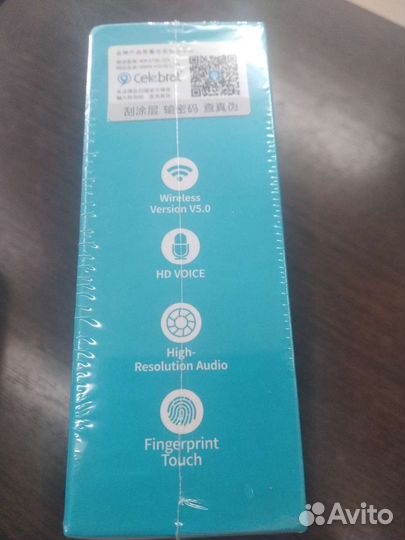 Celebrat
刮涂层 输密码 查真伪
Wireless
Version V5.0
HD VOICE
High-
Resolution Audio
Fingerprint
Touch
Avito